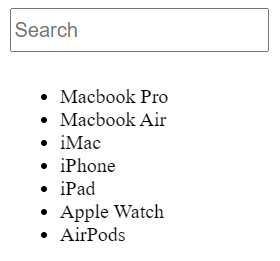 Search
Macbook Pro
Macbook Air
iMac
iPhone
iPad
Apple Watch
AirPods